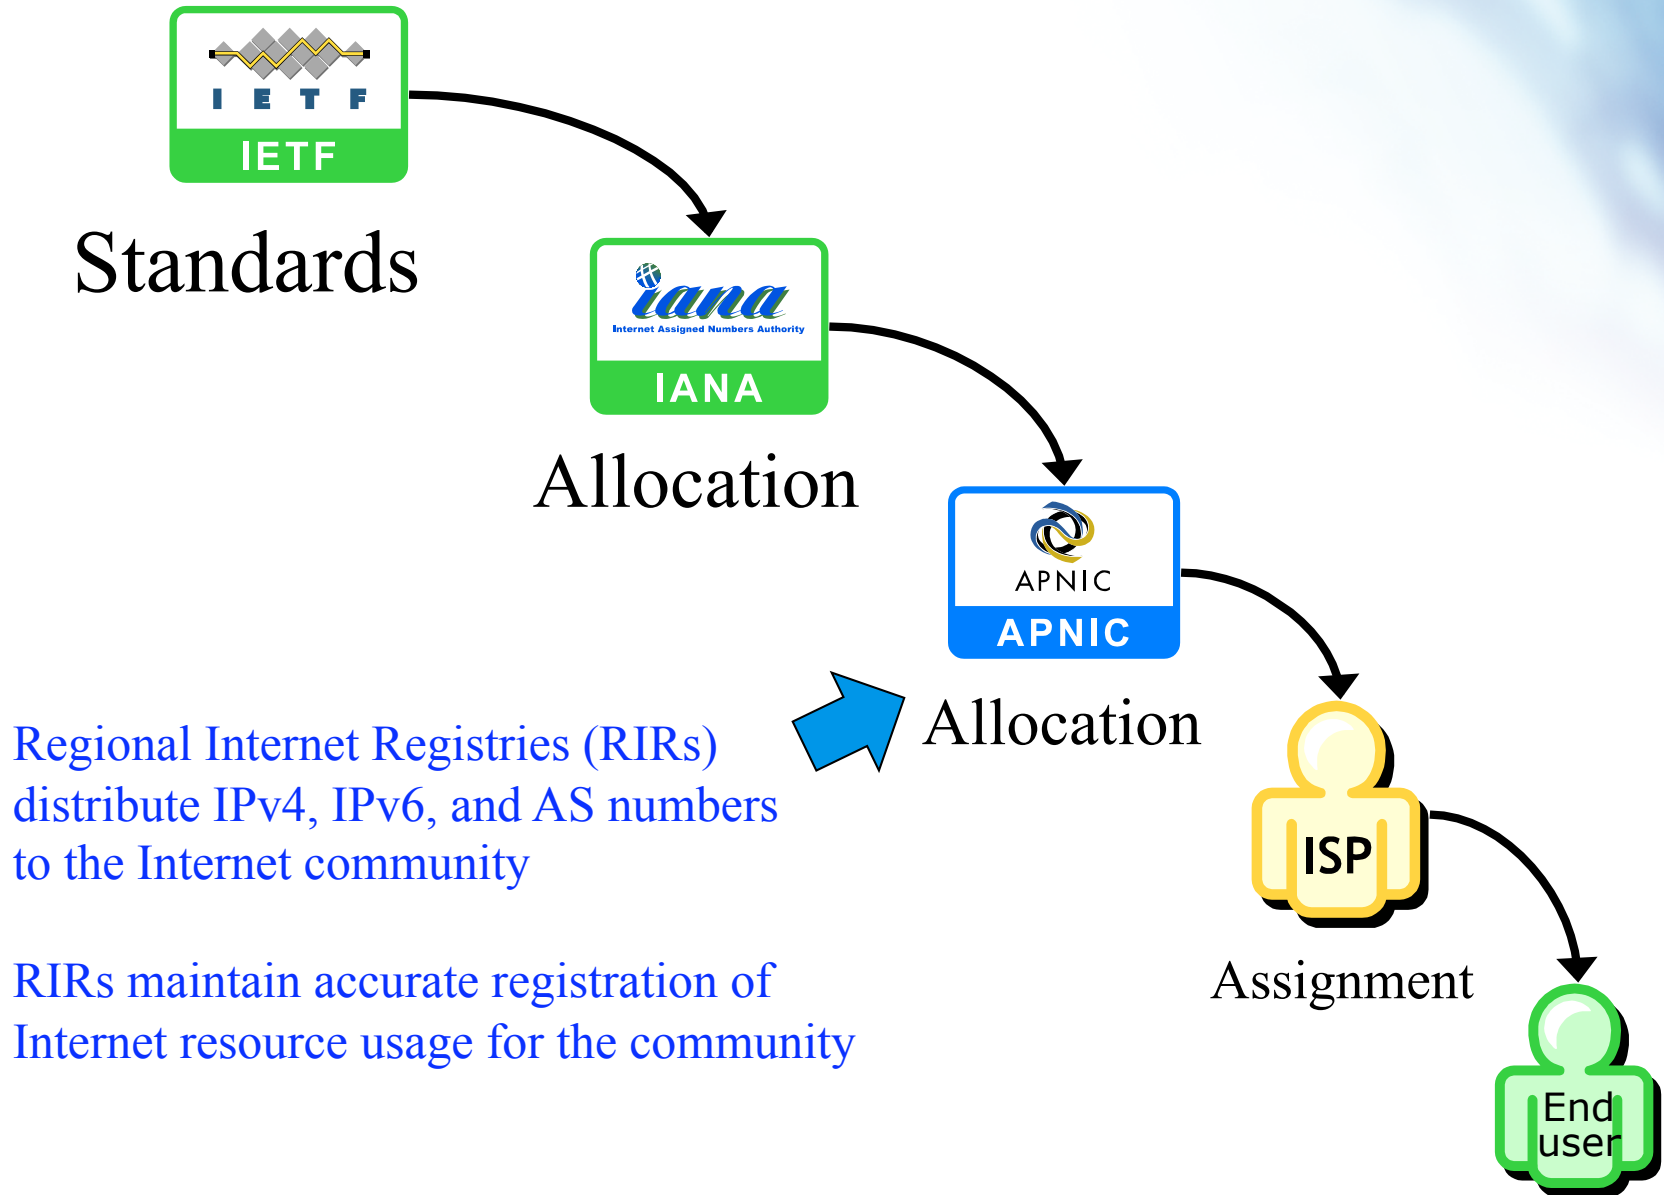 I E T F
IETF
Standards
iana
Internet Assigned Numbers Authority
IANA
Allocation
APNIC
APNIC
Allocation
Regional Internet Registries (RIRs)
distribute IPv4, IPv6, and AS numbers
to the Internet community
ISP
Assignment
RIRs maintain accurate registration of
Internet resource usage for the community
End
user